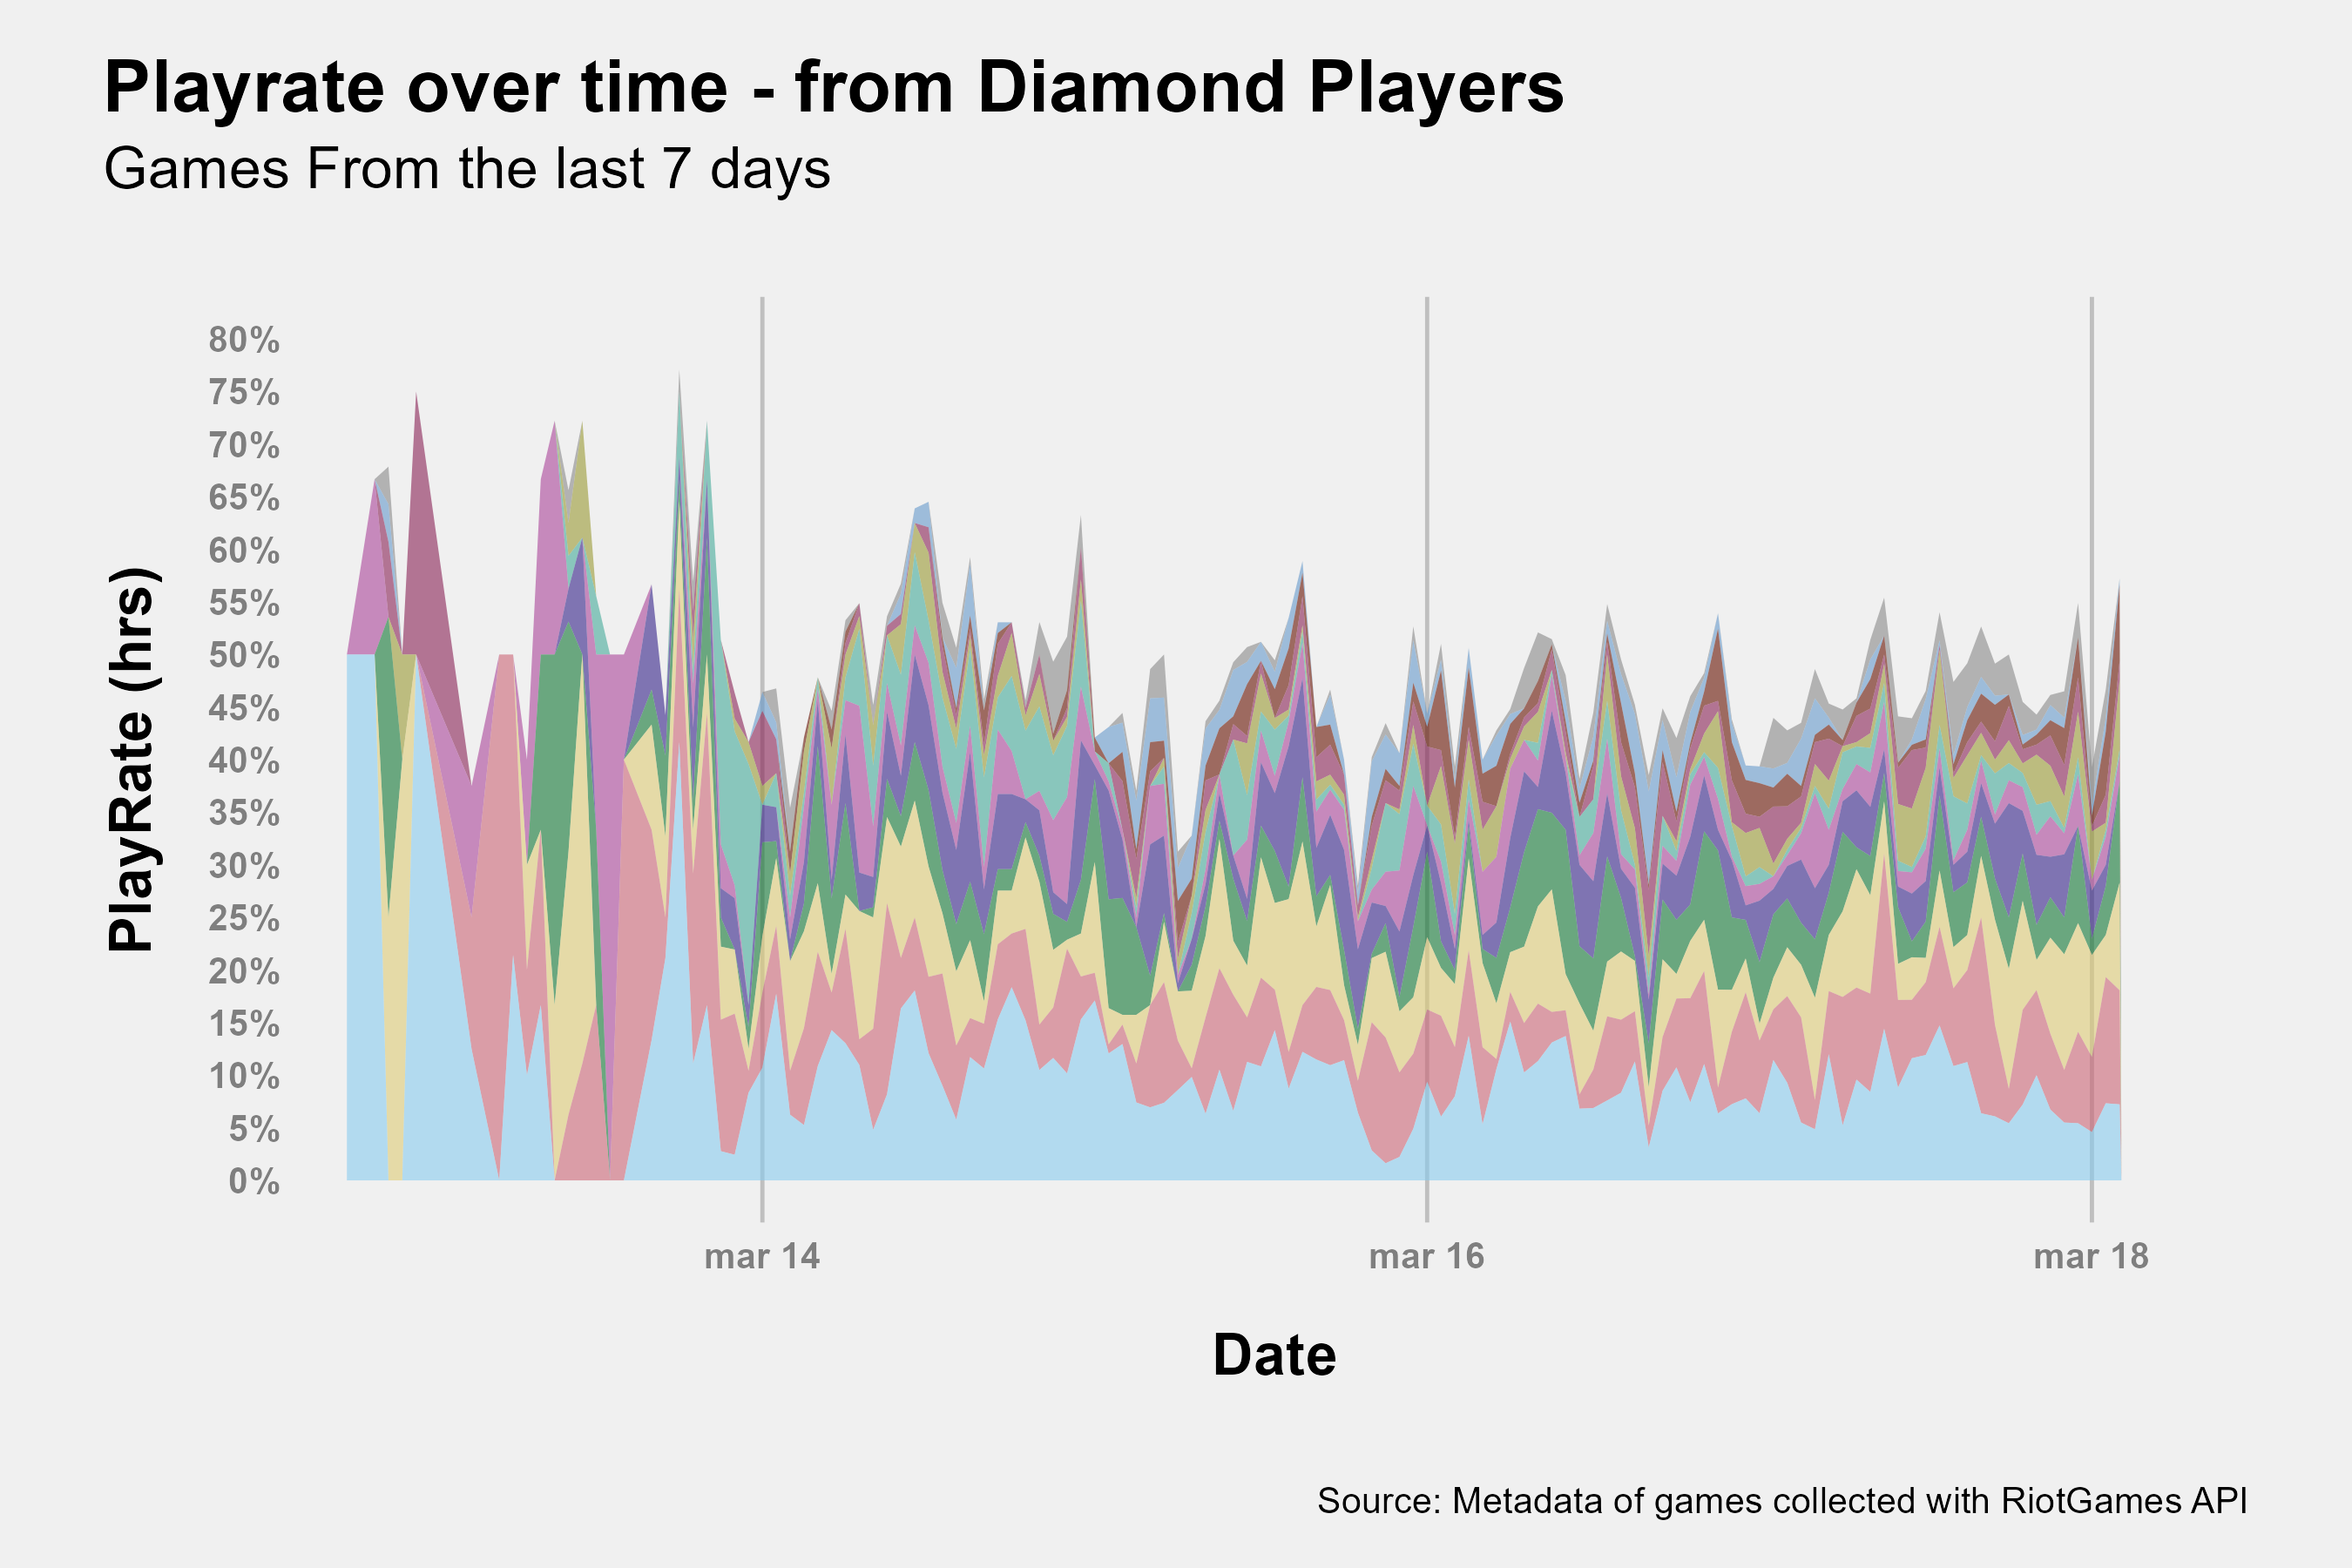 Playrate over time - from Diamond Players
Games From the last 7 days
80%
75%
70%
65%
60%
55%
50%
45%
40%
35%
30%
25%
20%
15%
10%
5%
0%
PlayRate (hrs)
mar 14
mar 16
mar 18
Date
Source: Metadata of games collected with RiotGames API